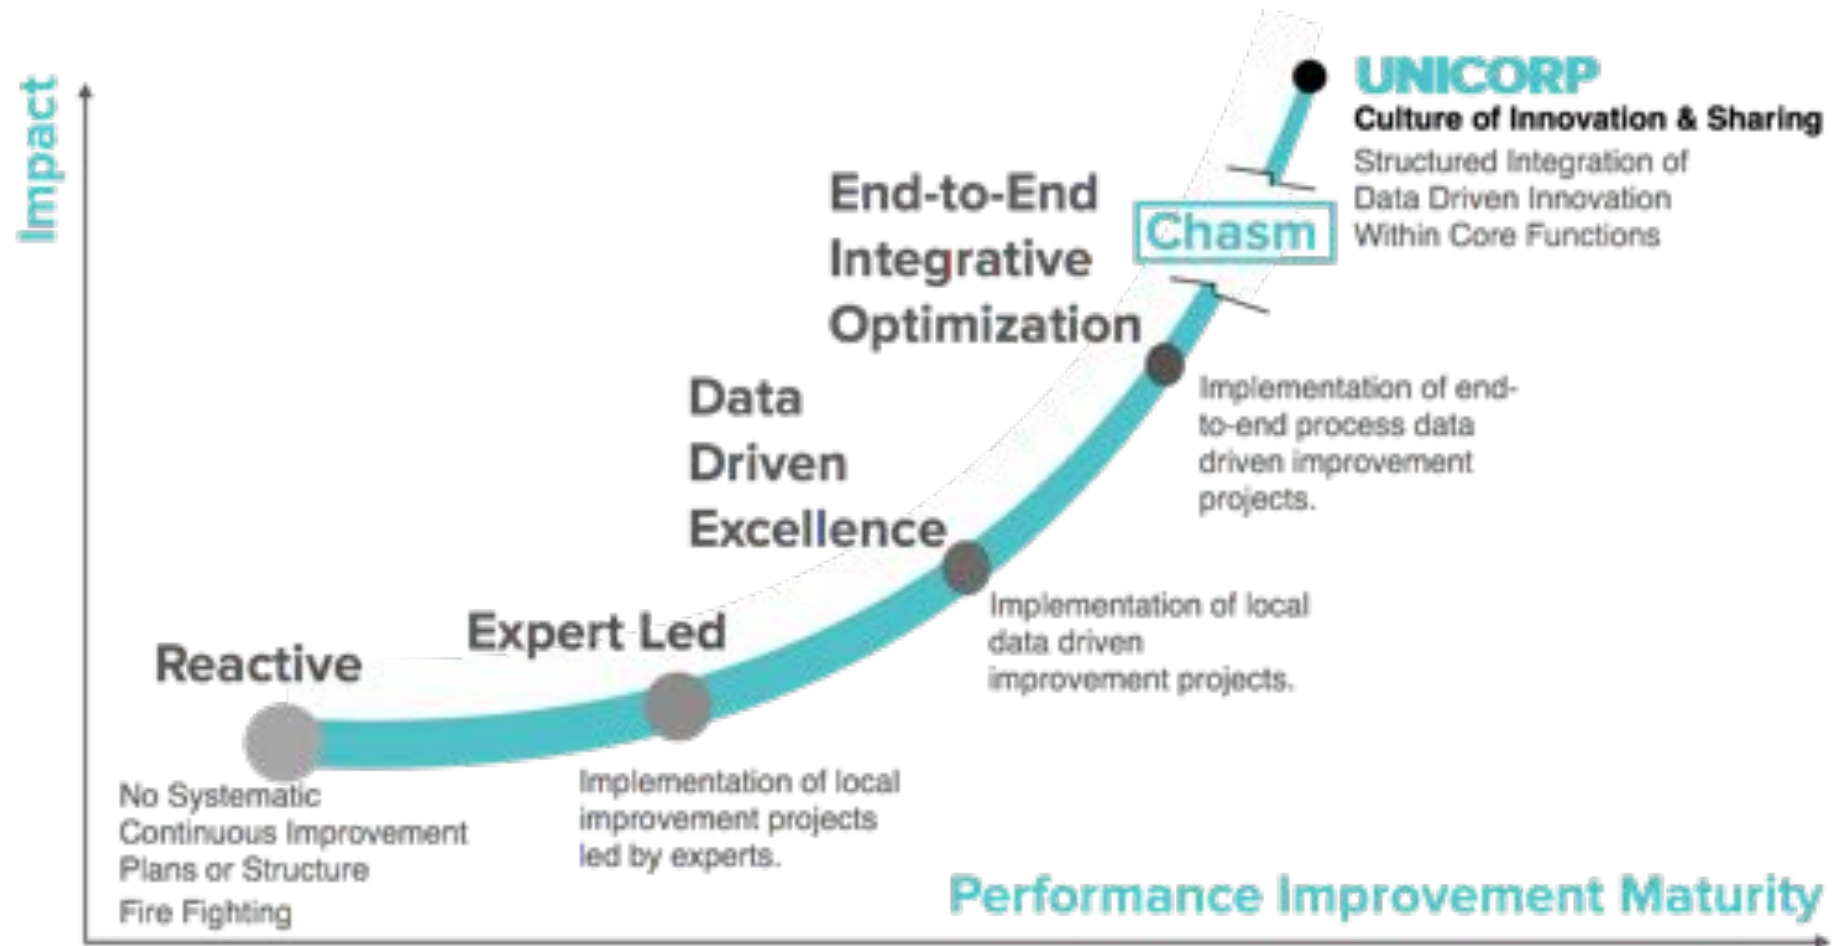 Impact
UNICORP
Culture of Innovation & Sharing
Structured Integration of
Data Driven Innovation
Within Core Functions
Chasm
End-to-End
Integrative
Optimization
Implementation of end-
to-end process data
driven improvement
projects.
Data
Driven
Excellence
Implementation of local
data driven
improvement projects.
Expert Led
Implementation of local
improvement projects
led by experts.
Reactive
No Systematic
Continuous Improvement
Plans or Structure
Fire Fighting
Performance Improvement Maturity